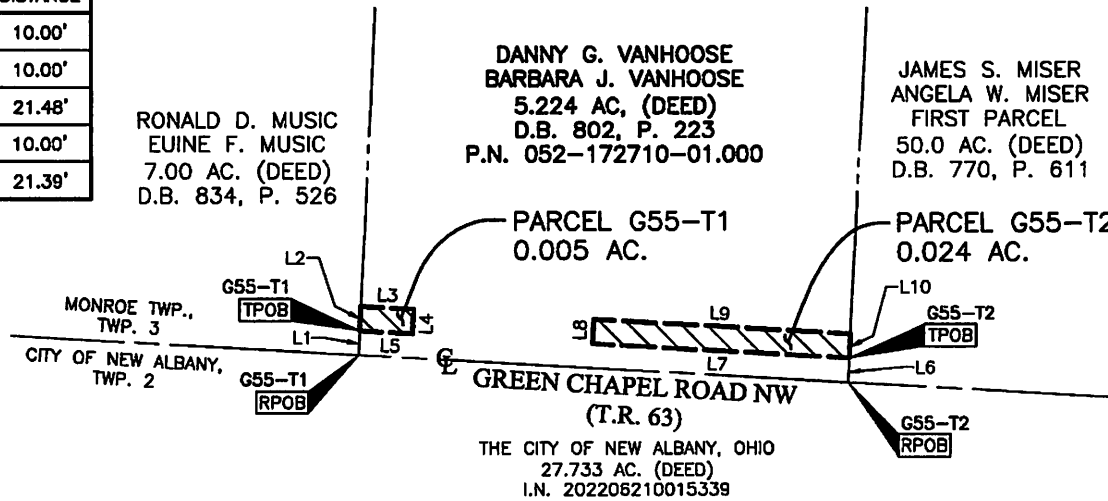 DISTANCE
10.00'
10.00'
21.48'
10.00'
21.39'
RONALD D. MUSIC
EUINE F. MUSIC
7.00 AC. (DEED)
D.B. 834, P. 526
DANNY G. VANHOOSE
BARBARA J. VANHOOSE
5.224 AC, (DEED)
D.B. 802, P. 223
P.N. 052-172710-01.000
JAMES S. MISER
ANGELA W. MISER
FIRST PARCEL
50.0 AC. (DEED)
D.B. 770, P. 611
PARCEL G55-T1
0.005 AC.
PARCEL G55-T2
0.024 AC.
L2
G55-T1
TPOB
L3
L4
L1
L5
MONROE TWP.,
TWP. 3
CITY OF NEW ALBANY,
TWP. 2
G55-T1
RPOB
L8
L9
L7
L10
G55-T2
TPOB
L6
G55-T2
RPOB
℄ GREEN CHAPEL ROAD NW
(T.R. 63)
THE CITY OF NEW ALBANY, OHIO
27.733 AC. (DEED)
I.N. 202206210015339